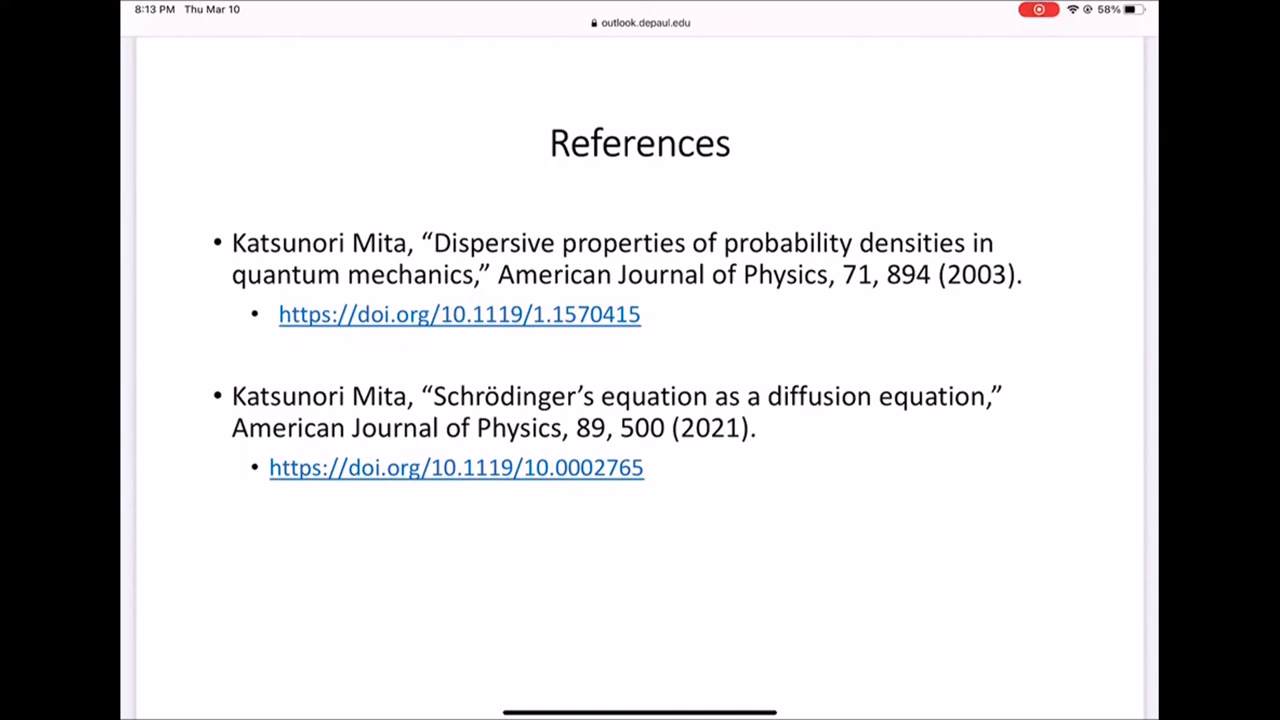 8:13 PM Thu Mar 10
58%
outlook.depaul.edu
References
• Katsunori Mita, “Dispersive properties of probability densities in
quantum mechanics,” American Journal of Physics, 71, 894 (2003).
• https://doi.org/10.1119/1.1570415
• Katsunori Mita, “Schrödinger’s equation as a diffusion equation,”
American Journal of Physics, 89, 500 (2021).
• https://doi.org/10.1119/10.0002765